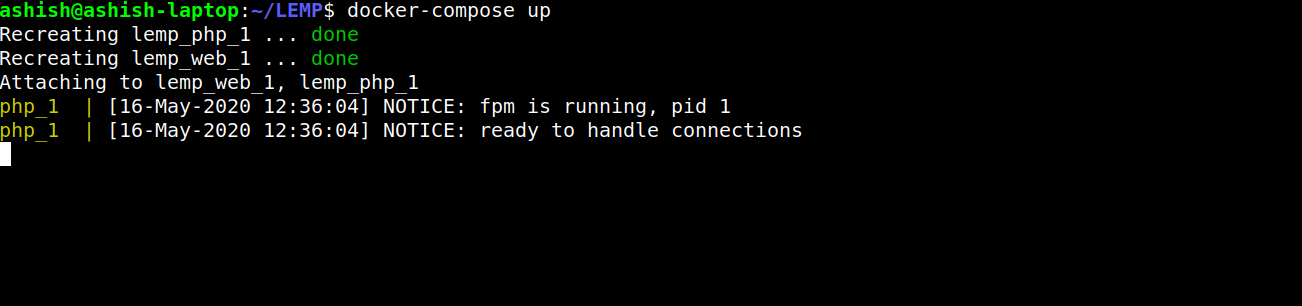 ashish@ashish-laptop:~/LEMP$ docker-compose up
Recreating lemp_php_1 ... done
Recreating lemp_web_1 ... done
Attaching to lemp_web_1, lemp_php_1
php_1  | [16-May-2020 12:36:04] NOTICE: fpm is running, pid 1
php_1  | [16-May-2020 12:36:04] NOTICE: ready to handle connections